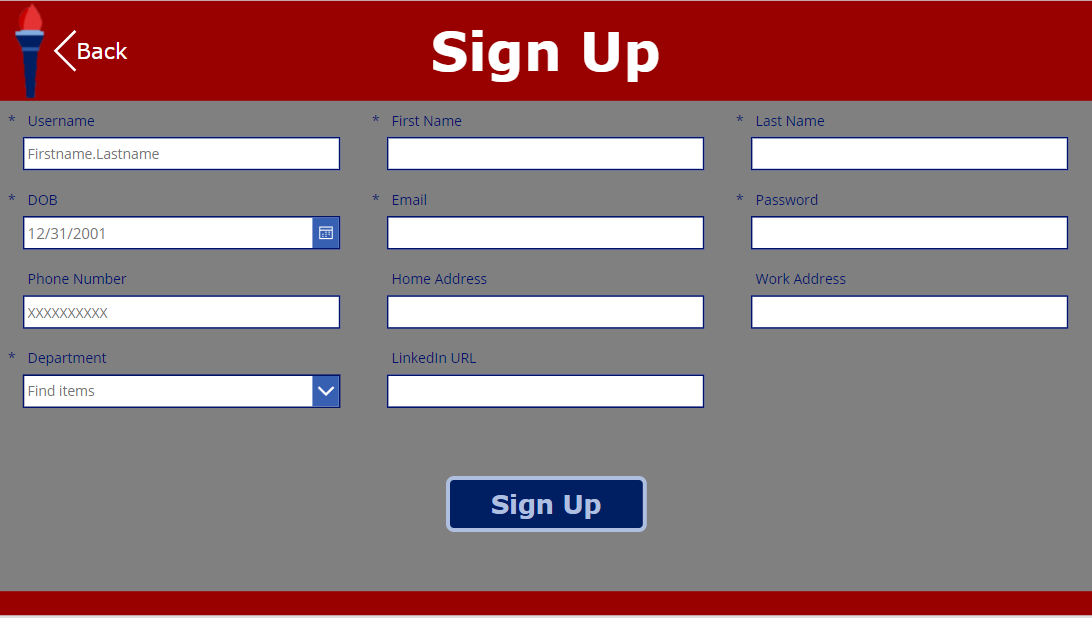 Back
Sign Up
* Username
* First Name
* Last Name
Firstname.Lastname
* DOB
* Email
* Password
12/31/2001
Phone Number
Home Address
Work Address
XXXXXXXXXX
* Department
LinkedIn URL
Find items
Sign Up